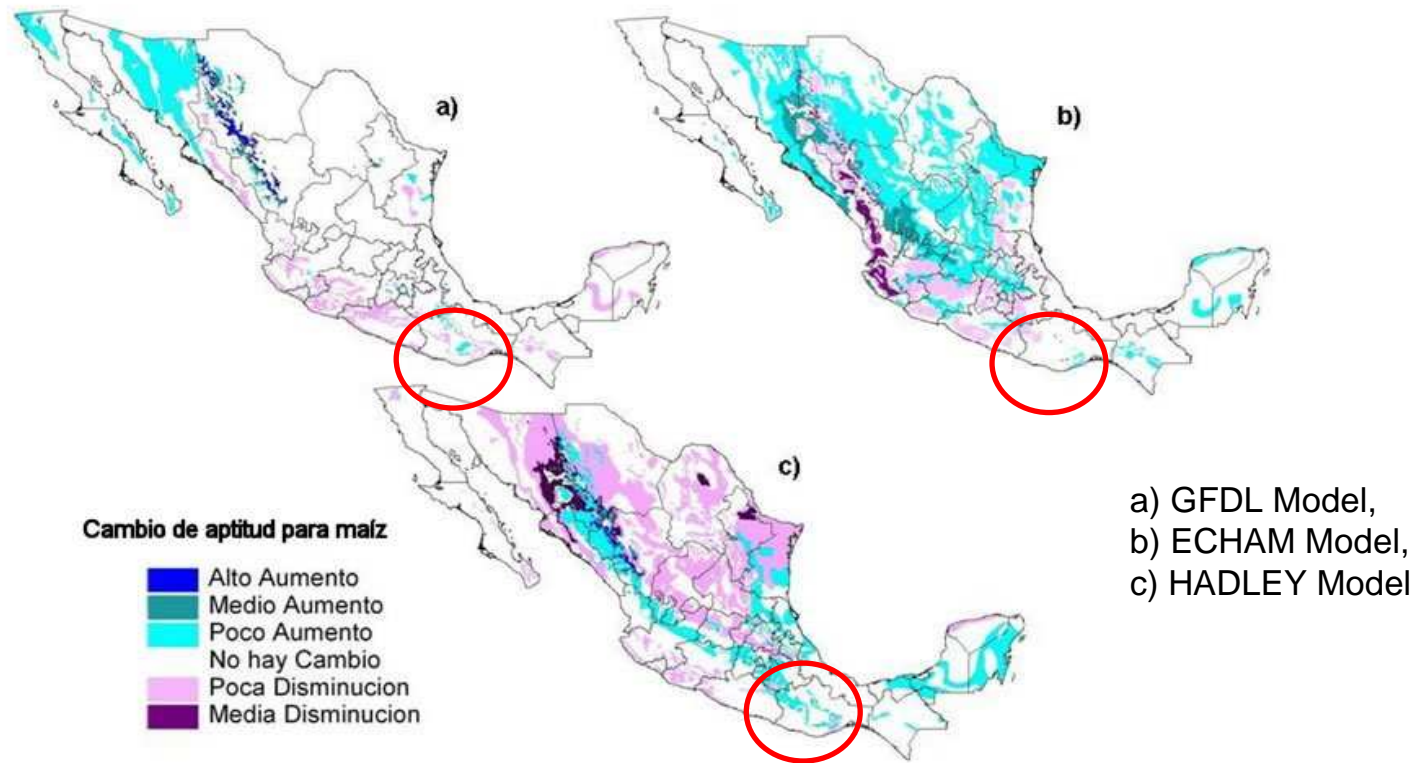 a)
b)
c)
Cambio de aptitud para maíz
Alto Aumento
Medio Aumento
Poco Aumento
No hay Cambio
Poca Disminucion
Media Disminucion
a) GFDL Model,
b) ECHAM Model,
c) HADLEY Model